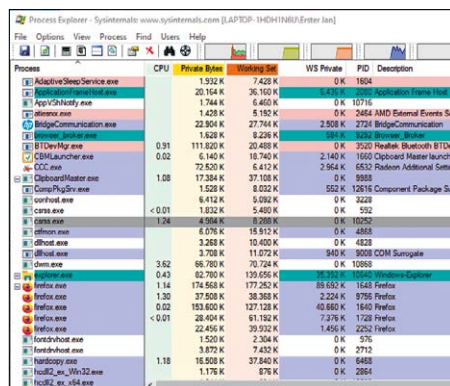 Process Explorer - Sysinternals: www.sysinternals.com [LAPTOP-1HDH1N6U\Erster Jan]
File Options View Process Find Users Help
Process CPU Private Bytes Working Set WS Private PID Description
AdaptiveSleepService.exe 1.932 K 7.428 K 0 K 1604
ApplicationFrameHost.exe 20.164 K 36.160 K 5.436 K 2080 Application Frame Host
AppVShNotify.exe 1.744 K 6.460 K 0 K 10716
atiesrxx.exe 1.428 K 5.192 K 0 K 2464 AMD External Events S
BridgeCommunication.exe 22.904 K 27.744 K 2.508 K 2724 BridgeCommunication
browser_broker.exe 1.628 K 8.236 K 584 K 9292 Browser_Broker
BTDevMgr.exe 0.91 111.820 K 20.488 K 0 K 3520 Realtek Bluetooth BTDe
CBMLauncher.exe 0.02 6.140 K 18.740 K 2.140 K 1660 Clipboard Master launch
CCC.exe 72.520 K 6.412 K 2.964 K 6532 Radeon Additional Settin
ClipboardMaster.exe 1.08 17.384 K 37.108 K 0 K 9988
CompPkgSrv.exe 1.528 K 8.032 K 552 K 12616 Component Package Su
conhost.exe 6.412 K 5.092 K 0 K 3228
csrss.exe < 0.01 1.832 K 5.480 K 0 K 592
csrss.exe 1.24 4.984 K 8.288 K 0 K 10252
ctfmon.exe 6.076 K 15.912 K 0 K 4868
dllhost.exe 3.268 K 10.400 K 0 K 4828
dllhost.exe 3.708 K 11.072 K 940 K 9008 COM Surrogate
dwm.exe 3.62 66.780 K 70.724 K 0 K 10868
explorer.exe 0.43 82.780 K 139.656 K 35.392 K 10640 Windows-Explorer
firefox.exe 1.14 174.568 K 177.252 K 89.692 K 1648 Firefox
firefox.exe 1.30 37.508 K 38.368 K 2.224 K 9756 Firefox
firefox.exe 0.02 153.600 K 127.128 K 40.660 K 1640 Firefox
firefox.exe < 0.01 28.404 K 61.192 K 7.376 K 1728 Firefox
firefox.exe 22.456 K 39.932 K 1.456 K 2252 Firefox
fontdrvhost.exe 1.520 K 2.304 K 0 K 976
fontdrvhost.exe 3.872 K 7.432 K 0 K 2712
hardcopy.exe 1.18 16.508 K 37.840 K 0 K 6468
hcdll2_ex_Win32.exe 1.176 K 876 K 0 K 2864
hcdll2_ex_x64.exe